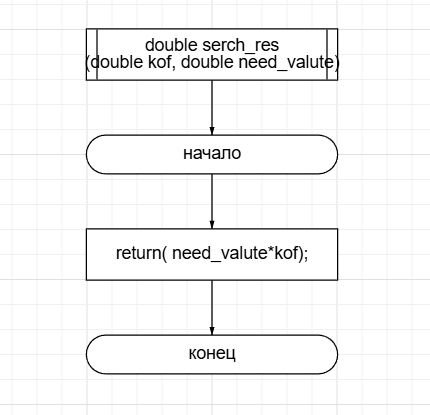 double serch_res
(double kof, double need_valute)
начало
return( need_valute*kof);
конец